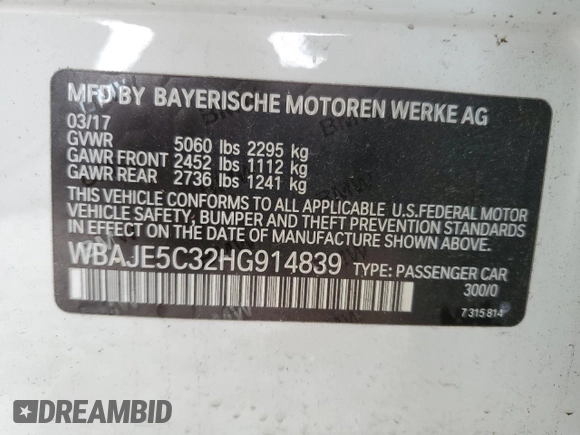 MFD BY BAYERISCHE MOTOREN WERKE AG
03/17
GVWR 5060 lbs 2295 kg
GAWR FRONT 2452 lbs 1112 kg
GAWR REAR 2736 lbs 1241 kg
THIS VEHICLE CONFORMS TO ALL APPLICABLE U.S.FEDERAL MOTOR
VEHICLE SAFETY, BUMPER AND THEFT PREVENTION STANDARDS
IN EFFECT ON THE DATE OF MANUFACTURE SHOWN ABOVE.
WBAJE5C32HG914839 TYPE: PASSENGER CAR
300/0
7 315 814
DREAMBID